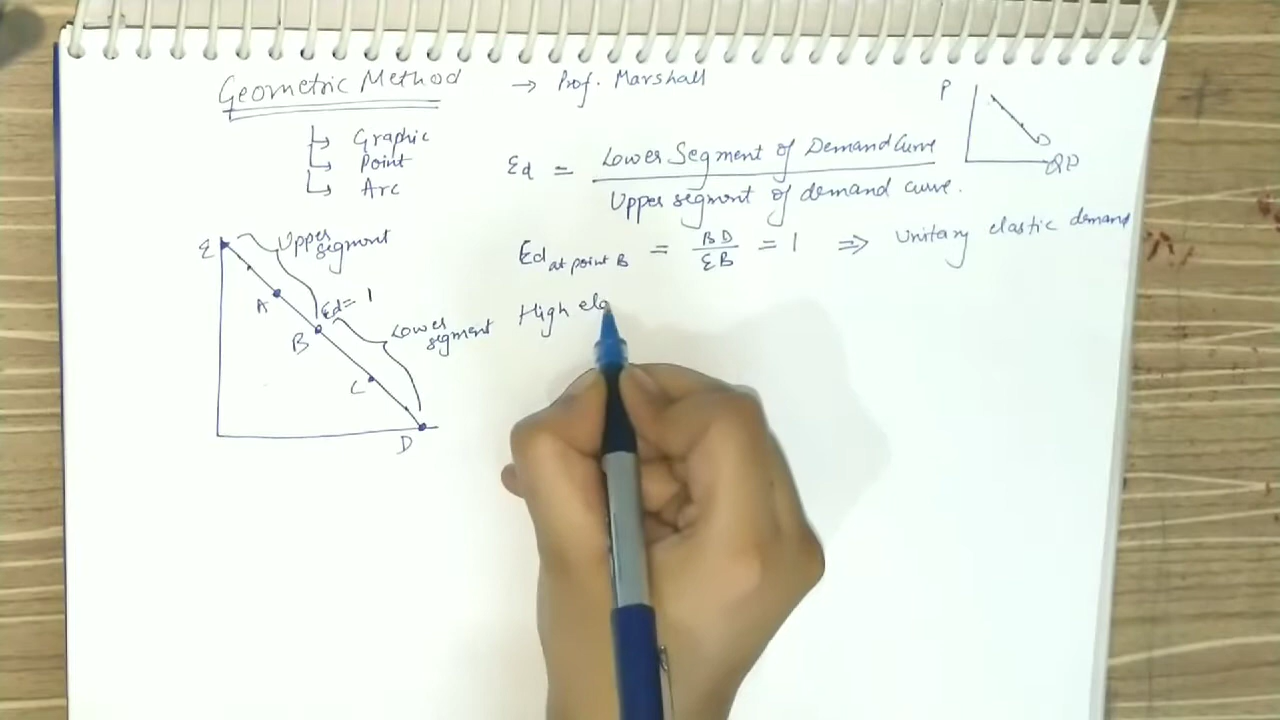 Geometric Method → Prof. Marshall
Graphic
Point
Arc
Ed = Lower Segment of Demand Curve
Upper segment of demand curve.
P
D
Ed at point B = BD / EB = 1 ⇒ Unitary elastic demand
High ela
E
Upper segment
A
Ed = 1
B
Lower segment
C
D